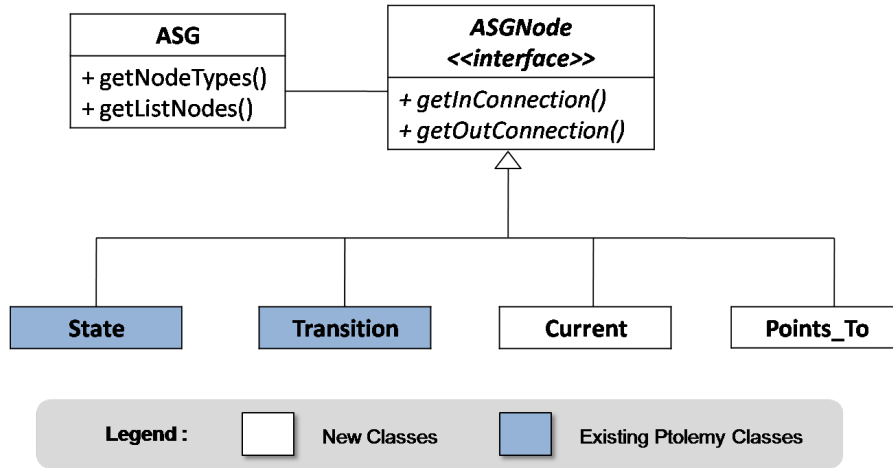 ASG
+ getNodeTypes()
+ getListNodes()
ASGNode
<<interface>>
+ getInConnection()
+ getOutConnection()
State
Transition
Current
Points_To
Legend :
New Classes
Existing Ptolemy Classes